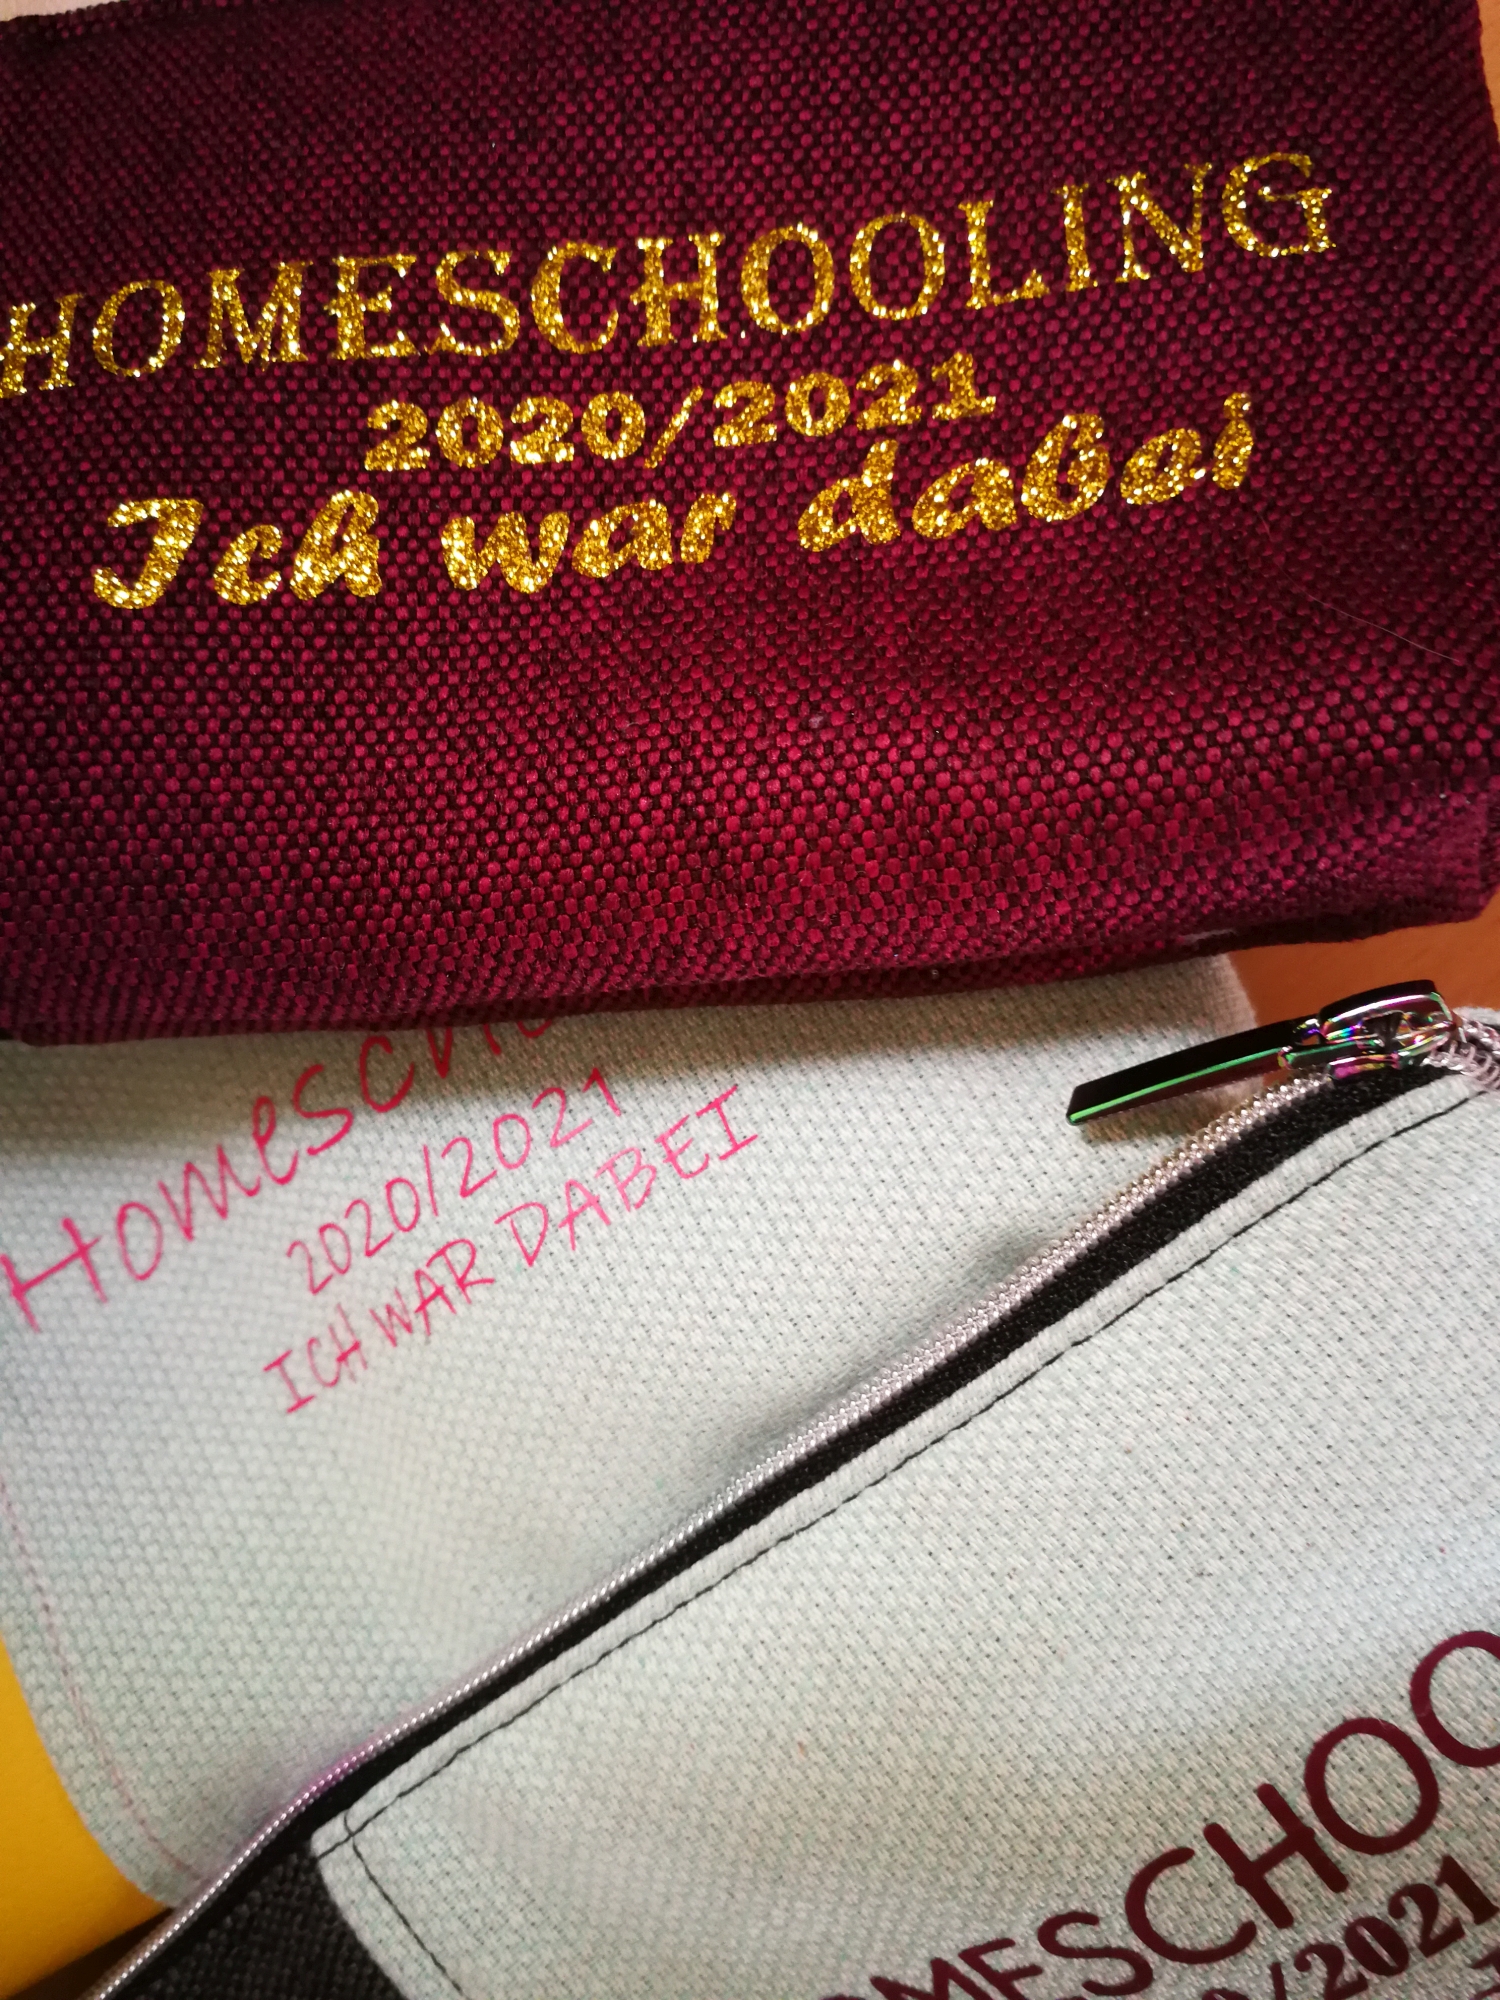 HOMESCHOOLING
2020/2021
Ich war dabei
2020/2021
ICH WAR DABEI